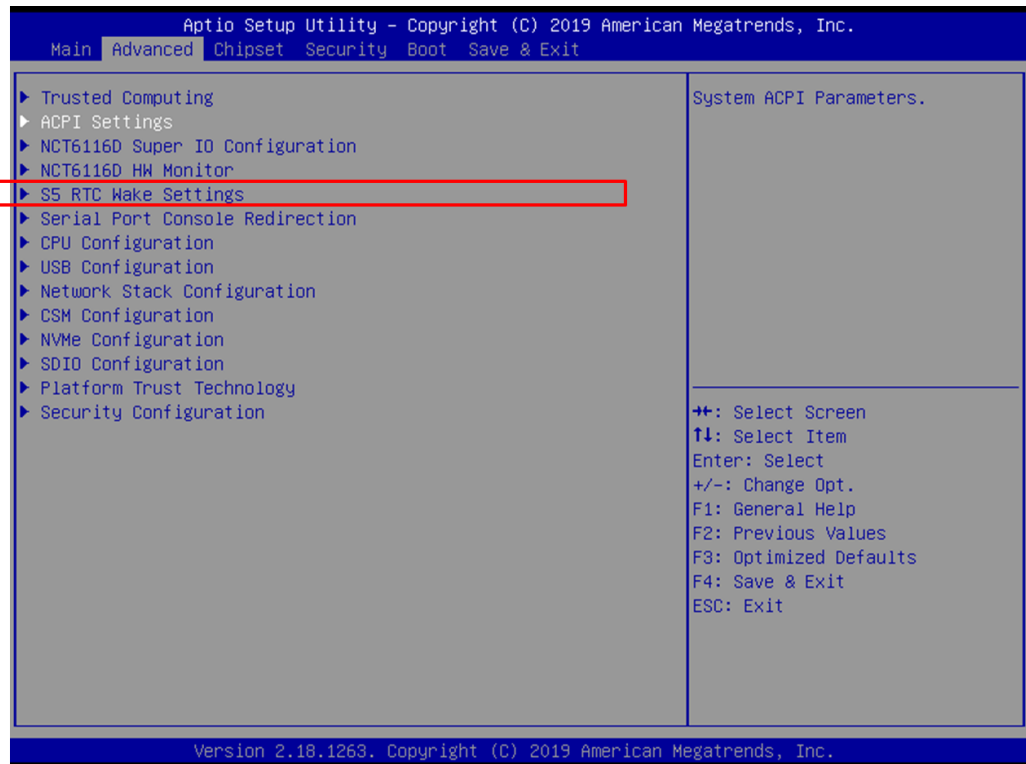 Aptio Setup Utility – Copyright (C) 2019 American Megatrends, Inc.
Main Advanced Chipset Security Boot Save & Exit
Trusted Computing
ACPI Settings
NCT6116D Super IO Configuration
NCT6116D HW Monitor
S5 RTC Wake Settings
Serial Port Console Redirection
CPU Configuration
USB Configuration
Network Stack Configuration
CSM Configuration
NVMe Configuration
SDIO Configuration
Platform Trust Technology
Security Configuration
System ACPI Parameters.
→←: Select Screen
↑↓: Select Item
Enter: Select
+/-: Change Opt.
F1: General Help
F2: Previous Values
F3: Optimized Defaults
F4: Save & Exit
ESC: Exit
Version 2.18.1263. Copyright (C) 2019 American Megatrends, Inc.